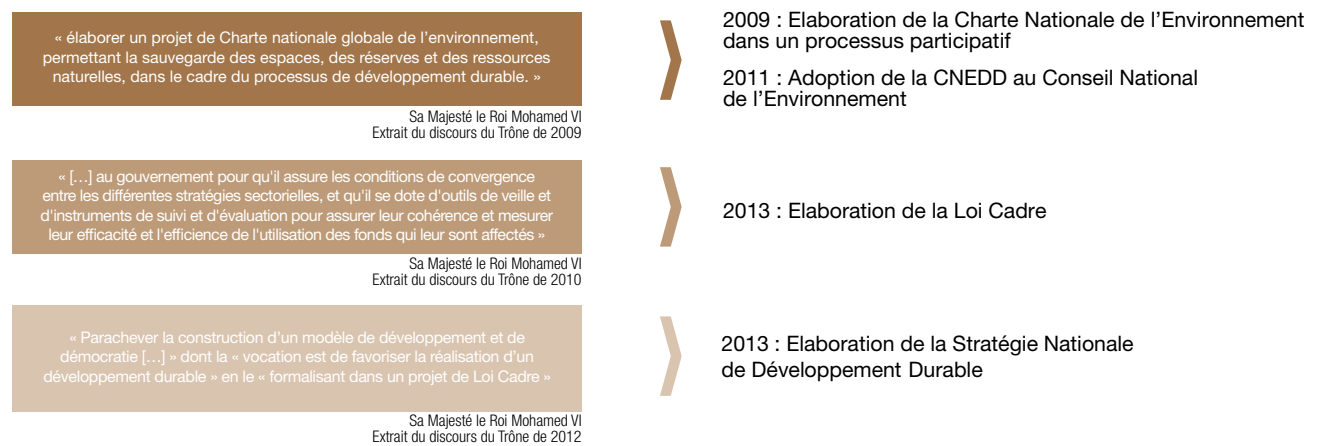 « élaborer un projet de Charte nationale globale de l'environnement,
permettant la sauvegarde des espaces, des réserves et des ressources
naturelles, dans le cadre du processus de développement durable. »
Sa Majesté le Roi Mohamed VI
Extrait du discours du Trône de 2009
2009 : Elaboration de la Charte Nationale de l'Environnement
dans un processus participatif
2011 : Adoption de la CNEDD au Conseil National
de l'Environnement
« […] au gouvernement pour qu'il assure les conditions de convergence
entre les différentes stratégies sectorielles, et qu'il se dote d'outils de veille et
d'instruments de suivi et d'évaluation pour assurer leur cohérence et mesurer
leur efficacité et l'efficience de l'utilisation des fonds qui leur sont affectés »
Sa Majesté le Roi Mohamed VI
Extrait du discours du Trône de 2010
2013 : Elaboration de la Loi Cadre
« Parachever la construction d'un modèle de développement et de
démocratie […] » dont la « vocation est de favoriser la réalisation d'un
développement durable » en le « formalisant dans un projet de Loi Cadre »
Sa Majesté le Roi Mohamed VI
Extrait du discours du Trône de 2012
2013 : Elaboration de la Stratégie Nationale
de Développement Durable